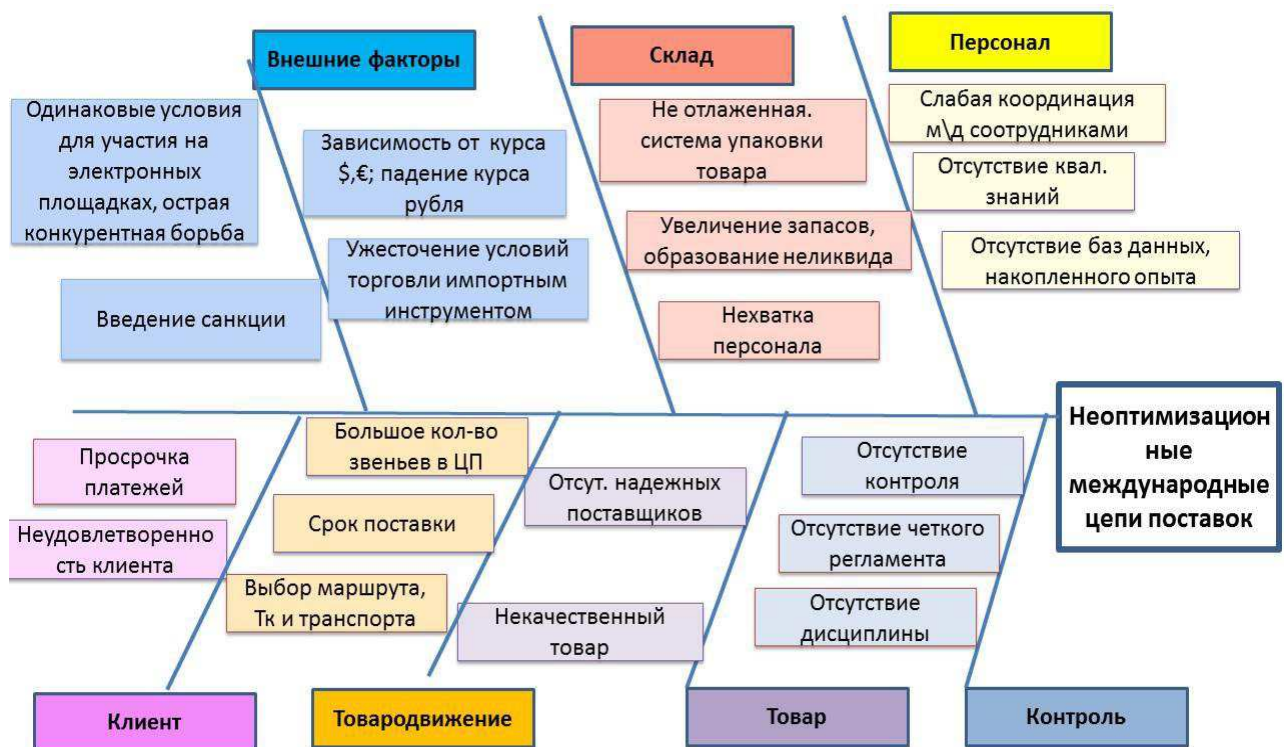 Внешние факторы
Одинаковые условия
для участия на
электронных
площадках, острая
конкурентная борьба
Зависимость от курса
$,€; падение курса
рубля
Ужесточение условий
торговли импортным
инструментом
Введение санкции
Склад
Не отлаженная.
система упаковки
товара
Увеличение запасов,
образование неликвида
Нехватка
персонала
Персонал
Слабая координация
м\д соотрудниками
Отсутствие квал.
знаний
Отсутствие баз данных,
накопленного опыта
Неоптимизацион
ные
международные
цепи поставок
Просрочка
платежей
Неудовлетворенно
сть клиента
Клиент
Большое кол-во
звеньев в ЦП
Срок поставки
Выбор маршрута,
Тк и транспорта
Товародвижение
Отсут. надежных
поставщиков
Некачественный
товар
Товар
Отсутствие
контроля
Отсутствие четкого
регламента
Отсутствие
дисциплины
Контроль